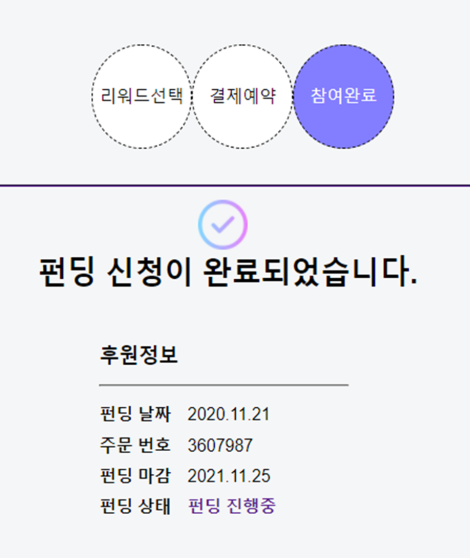 리워드선택 결제예약 참여완료
펀딩 신청이 완료되었습니다.
후원정보
펀딩 날짜 2020.11.21
주문 번호 3607987
펀딩 마감 2021.11.25
펀딩 상태 펀딩 진행중